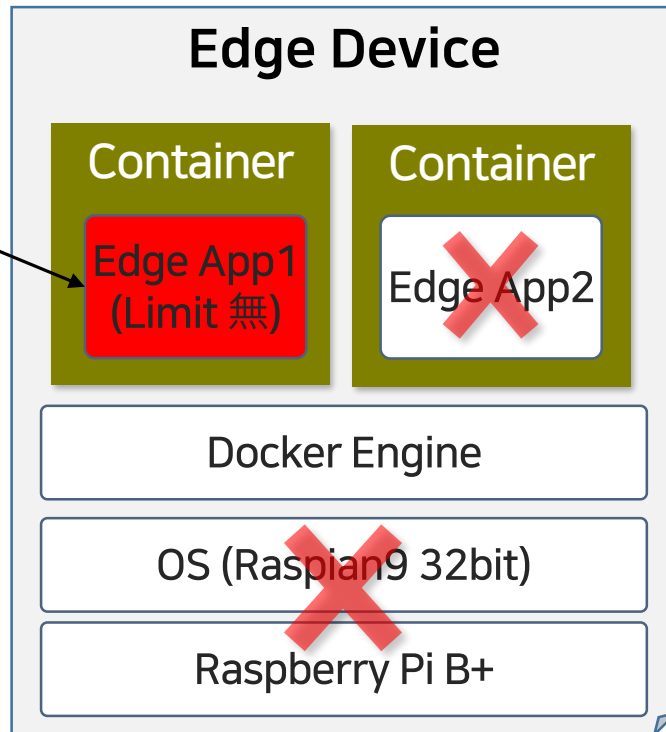 Edge Device
Container
Edge App1
(Limit 無)
Container
Edge App2
Docker Engine
OS (Raspian9 32bit)
Raspberry Pi B+